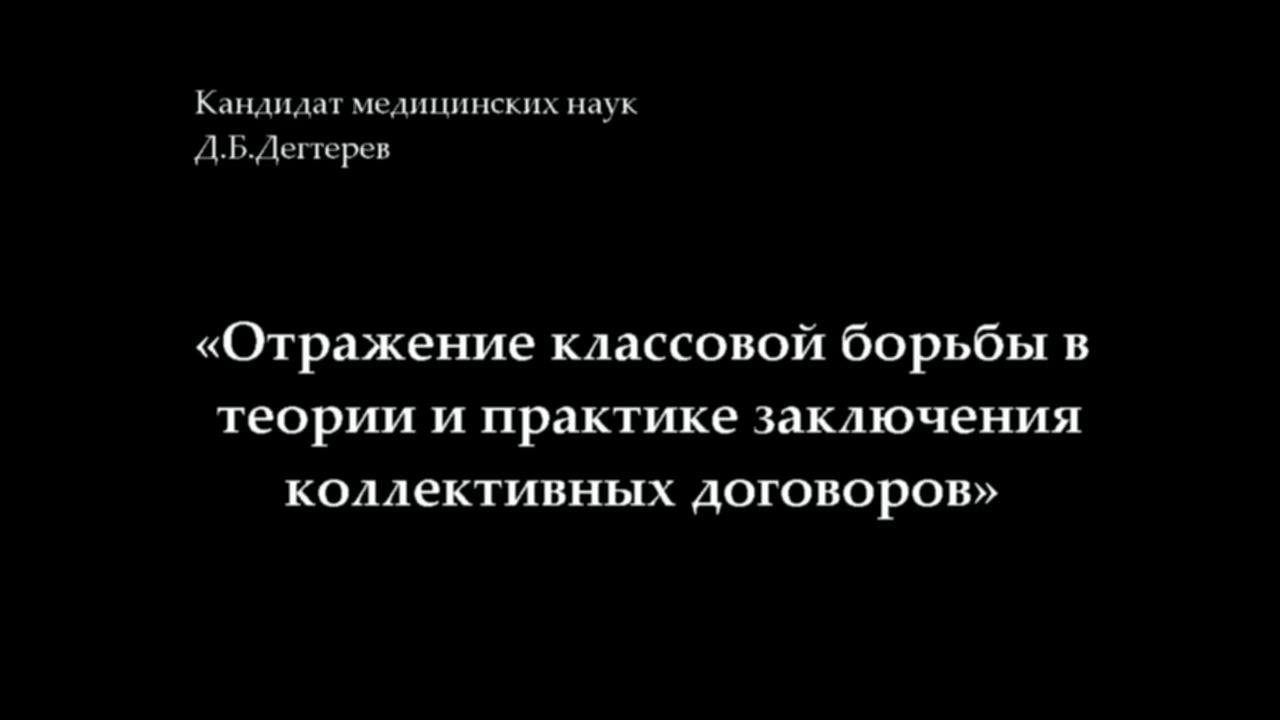 Кандидат медицинских наук
Д.Б.Дегтерев
«Отражение классовой борьбы в
теории и практике заключения
коллективных договоров»